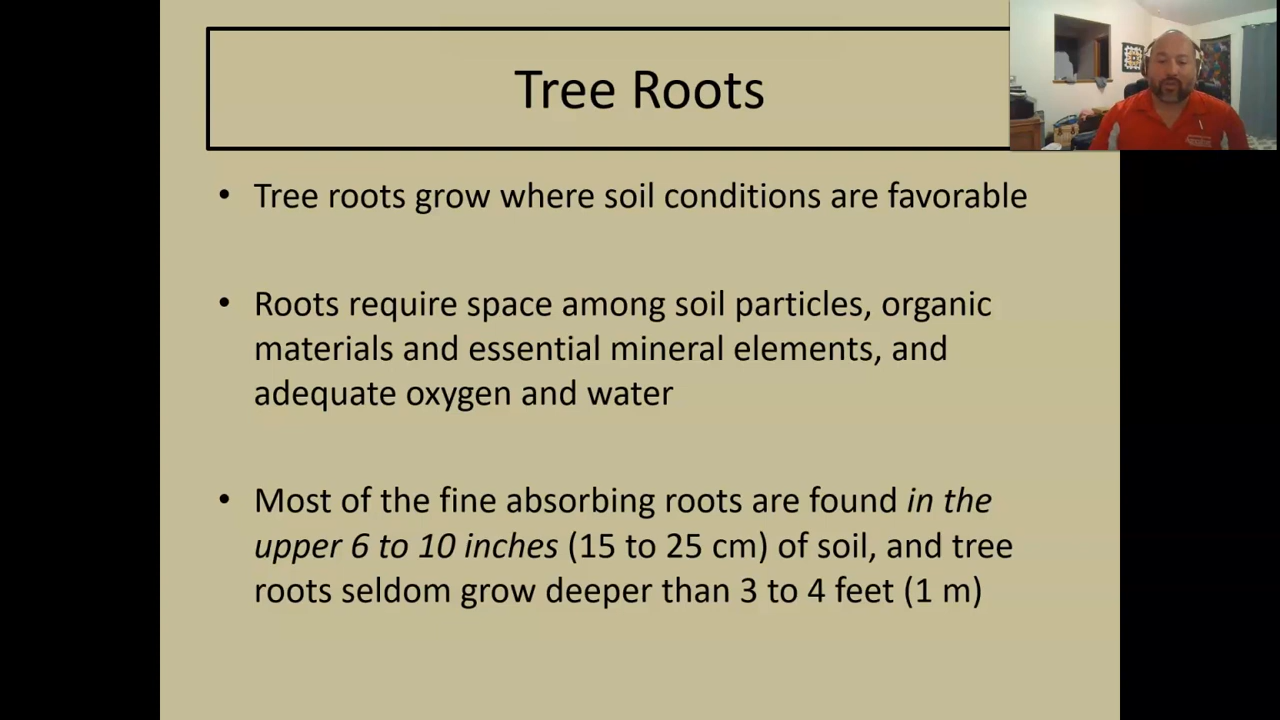 Tree Roots
• Tree roots grow where soil conditions are favorable
• Roots require space among soil particles, organic
materials and essential mineral elements, and
adequate oxygen and water
• Most of the fine absorbing roots are found in the
upper 6 to 10 inches (15 to 25 cm) of soil, and tree
roots seldom grow deeper than 3 to 4 feet (1 m)